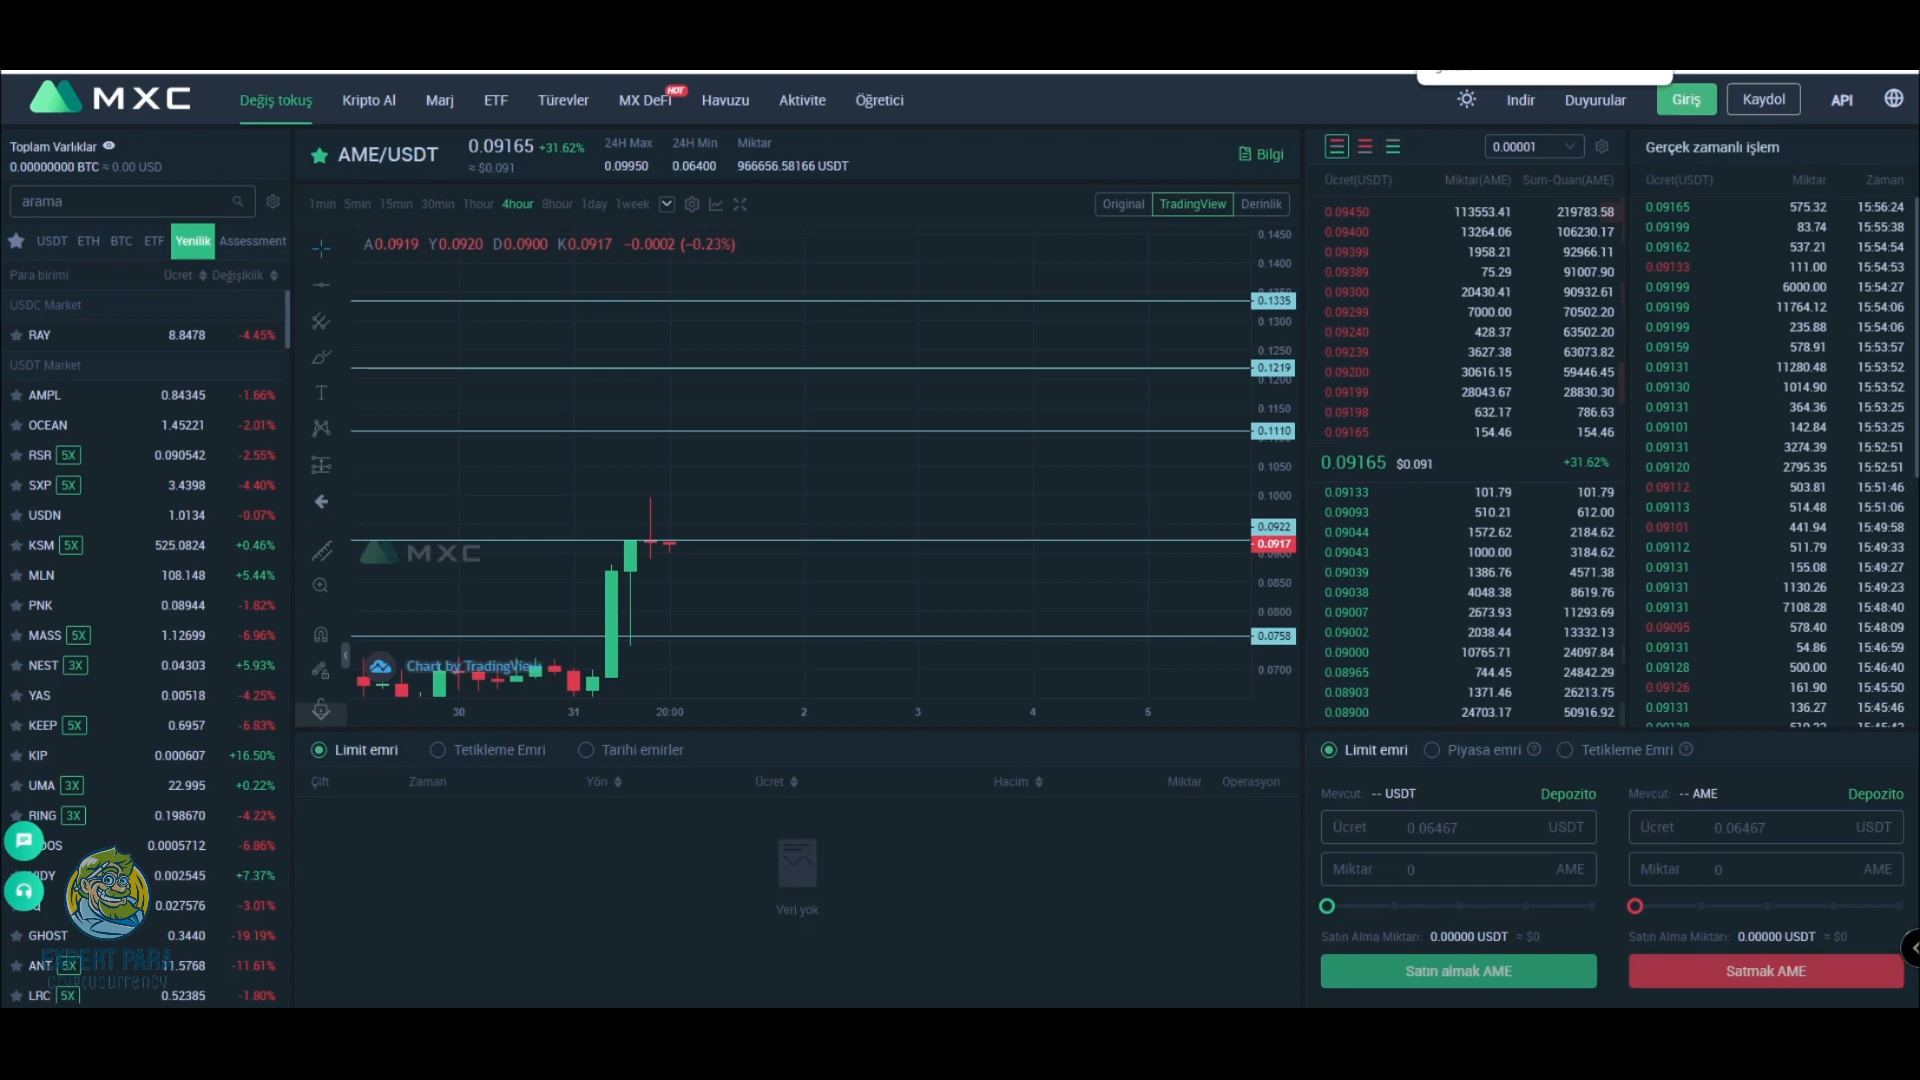 MXC
Değiş tokuş
Kripto Al
Marj
ETF
Türevler
MX DeFi
HOT
Havuzu
Aktivite
Öğretici
Indir
Duyurular
Giriş
Kaydol
API
Toplam Varlıklar
0.00000000 BTC ≈ 0.00 USD
arama
USDT ETH BTC ETF Yenilik Assessment
Para birimi Ücret Değişiklik
USDC Market
RAY 8.8478 -4.45%
USDT Market
AMPL 0.84345 -1.66%
OCEAN 1.45221 -2.01%
RSR 5X 0.090542 -2.55%
SXP 5X 3.4398 -4.40%
USDN 1.0134 -0.07%
KSM 5X 525.0824 +0.46%
MLN 108.148 +5.44%
PNK 0.08944 -1.82%
MASS 5X 1.12699 -6.96%
NEST 3X 0.04303 +5.93%
YAS 0.00518 -4.25%
KEEP 5X 0.6957 -6.83%
KIP 0.000607 +16.50%
UMA 3X 22.995 +0.22%
RING 3X 0.198670 -4.22%
0.0005712 -6.86%
0.002545 +7.37%
0.027576 -3.01%
GHOST 0.3440 -19.19%
ANT 5X -11.61%
LRC 5X 0.52385 -1.80%
EXPERT PARA
cryptocurrency
AME/USDT
0.09165 +31.62%
≈ $0.091
24H Max
0.09950
24H Min
0.06400
Miktar
966656.58166 USDT
Bilgi
1min 5min 15min 30min 1hour 4hour 8hour 1day 1week
Original TradingView Derinlik
A0.0919 Y0.0920 D0.0900 K0.0917 −0.0002 (−0.23%)
0.1450
0.1400
0.1335
0.1300
0.1250
0.1219
0.1200
0.1150
0.1110
0.1050
0.1000
0.0922
0.0917
0.0900
0.0850
0.0800
0.0758
0.0700
MXC
Chart by TradingView
30 31 20:00 2 3 4 5
Limit emri Tetikleme Emri Tarihi emirler
Çift Zaman Yön Ücret Hacim Miktar Operasyon
Veri yok
0.00001
Ücret(USDT) Miktar(AME) Sum-Quan(AME)
0.09450 113553.41 219783.58
0.09400 13264.06 106230.17
0.09399 1958.21 92966.11
0.09389 75.29 91007.90
0.09300 20430.41 90932.61
0.09299 7000.00 70502.20
0.09240 428.37 63502.20
0.09239 3627.38 63073.82
0.09200 30616.15 59446.45
0.09199 28043.67 28830.30
0.09198 632.17 786.63
0.09165 154.46 154.46
0.09165 $0.091 +31.62%
0.09133 101.79 101.79
0.09093 510.21 612.00
0.09044 1572.62 2184.62
0.09043 1000.00 3184.62
0.09039 1386.76 4571.38
0.09038 4048.38 8619.76
0.09007 2673.93 11293.69
0.09002 2038.44 13332.13
0.09000 10765.71 24097.84
0.08965 744.45 24842.29
0.08903 1371.46 26213.75
0.08900 24703.17 50916.92
Gerçek zamanlı işlem
Ücret(USDT) Miktar Zaman
0.09165 575.32 15:56:24
0.09199 83.74 15:55:38
0.09162 537.21 15:54:54
0.09133 111.00 15:54:53
0.09199 6000.00 15:54:27
0.09199 11764.12 15:54:06
0.09199 235.88 15:54:06
0.09159 578.91 15:53:57
0.09131 11280.48 15:53:52
0.09130 1014.90 15:53:52
0.09131 364.36 15:53:25
0.09101 142.84 15:53:25
0.09131 3274.39 15:52:51
0.09120 2795.35 15:52:51
0.09112 503.81 15:51:46
0.09113 514.48 15:51:06
0.09101 441.94 15:49:58
0.09112 511.79 15:49:33
0.09131 155.08 15:49:27
0.09131 1130.26 15:49:23
0.09131 7108.28 15:48:40
0.09095 578.40 15:48:09
0.09131 54.86 15:46:59
0.09128 500.00 15:46:40
0.09126 161.90 15:45:50
0.09131 136.27 15:45:46
Limit emri Piyasa emri Tetikleme Emri
Mevcut: -- USDT Depozito
Ücret 0.06467 USDT
Miktar 0 AME
Satın Alma Miktarı: 0.00000 USDT ≈ $0
Satın almak AME
Mevcut: -- AME Depozito
Ücret 0.06467 USDT
Miktar 0 AME
Satın Alma Miktarı: 0.00000 USDT ≈ $0
Satmak AME